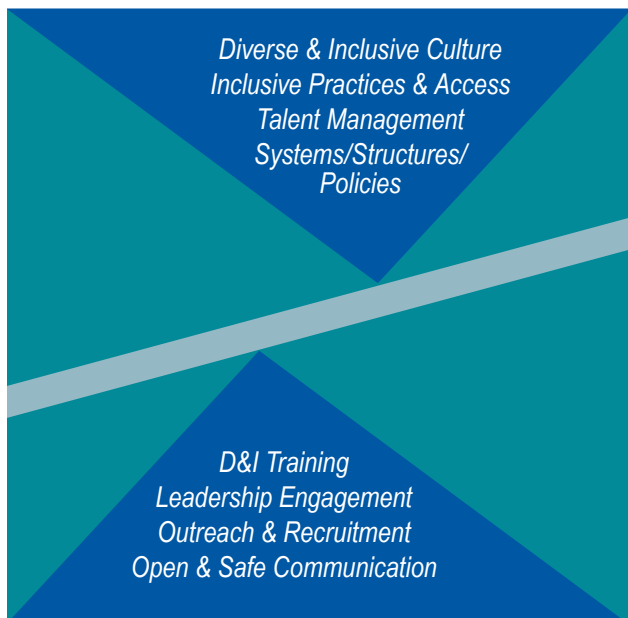 Diverse & Inclusive Culture
Inclusive Practices & Access
Talent Management
Systems/Structures/
Policies
D&I Training
Leadership Engagement
Outreach & Recruitment
Open & Safe Communication